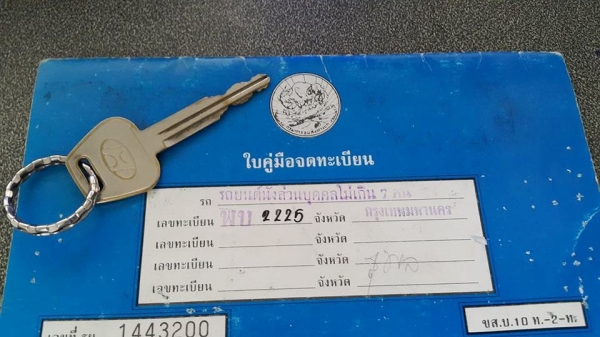 ใบคู่มือจดทะเบียน
รถ รถยนต์นั่งส่วนบุคคลไม่เกิน 7 คน
เลขทะเบียน พบ 2225 จังหวัด กรุงเทพมหานคร
เลขทะเบียน จังหวัด
เลขทะเบียน จังหวัด
เลขทะเบียน จังหวัด
1443200
ขส.บ.10 ท.-2-ท.